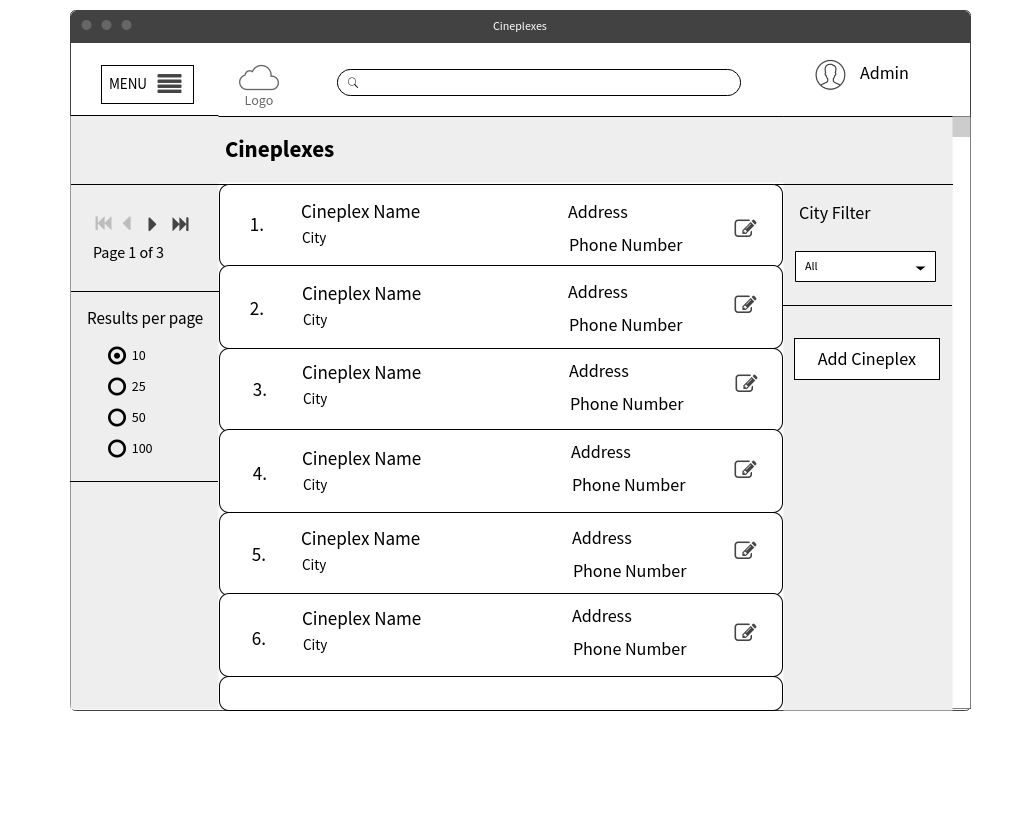 Cineplexes
MENU
Logo
Admin
Cineplexes
Page 1 of 3
Results per page
10
25
50
100
1.
Cineplex Name
City
Address
Phone Number
2.
Cineplex Name
City
Address
Phone Number
3.
Cineplex Name
City
Address
Phone Number
4.
Cineplex Name
City
Address
Phone Number
5.
Cineplex Name
City
Address
Phone Number
6.
Cineplex Name
City
Address
Phone Number
City Filter
All
Add Cineplex